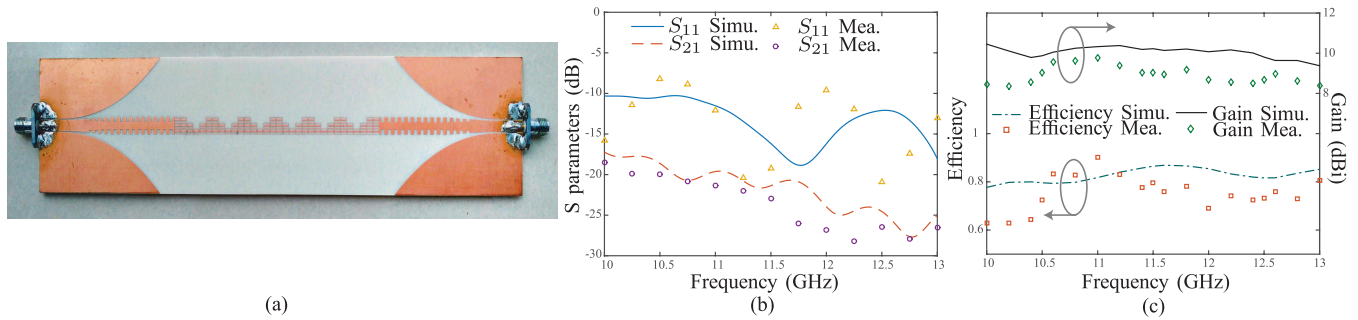 0
-5
-10
-15
-20
-25
-30
S parameters (dB)
S11 Simu. S11 Mea.
S21 Simu. S21 Mea.
10 10.5 11 11.5 12 12.5 13
Frequency (GHz)
12
10
8
1
0.8
0.6
Efficiency
Gain (dBi)
Efficiency Simu. Gain Simu.
Efficiency Mea. Gain Mea.
10 10.5 11 11.5 12 12.5 13
Frequency (GHz)
(a) (b) (c)